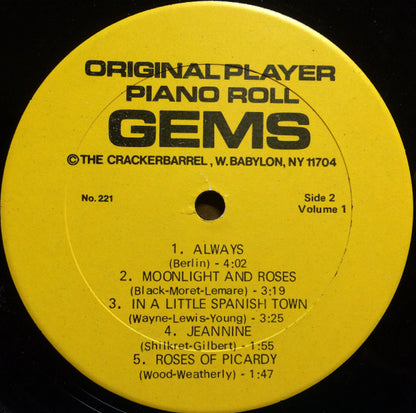 ORIGINAL PLAYER
PIANO ROLL
GEMS
© THE CRACKERBARREL, W. BABYLON, NY 11704
No. 221
Side 2
Volume 1
1. ALWAYS
(Berlin) - 4:02
2. MOONLIGHT AND ROSES
(Black-Moret-Lemare) - 3:19
3. IN A LITTLE SPANISH TOWN
(Wayne-Lewis-Young) - 3:25
4. JEANNINE
(Shilkret-Gilbert) - 1:55
5. ROSES OF PICARDY
(Wood-Weatherly) - 1:47